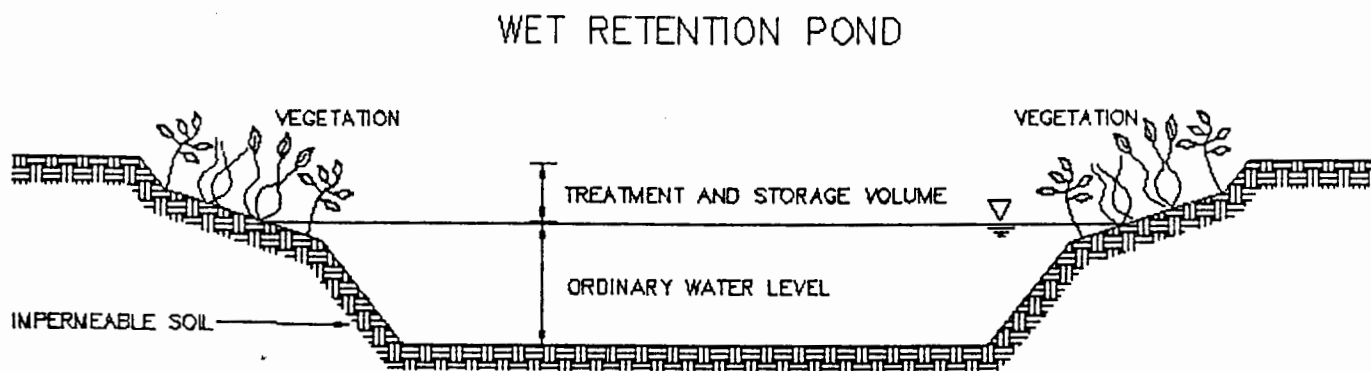 WET RETENTION POND
VEGETATION
VEGETATION
TREATMENT AND STORAGE VOLUME
ORDINARY WATER LEVEL
IMPERMEABLE SOIL